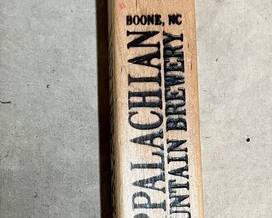 BOONE, NC
PPALACHIAN
UNTAIN BREWERY